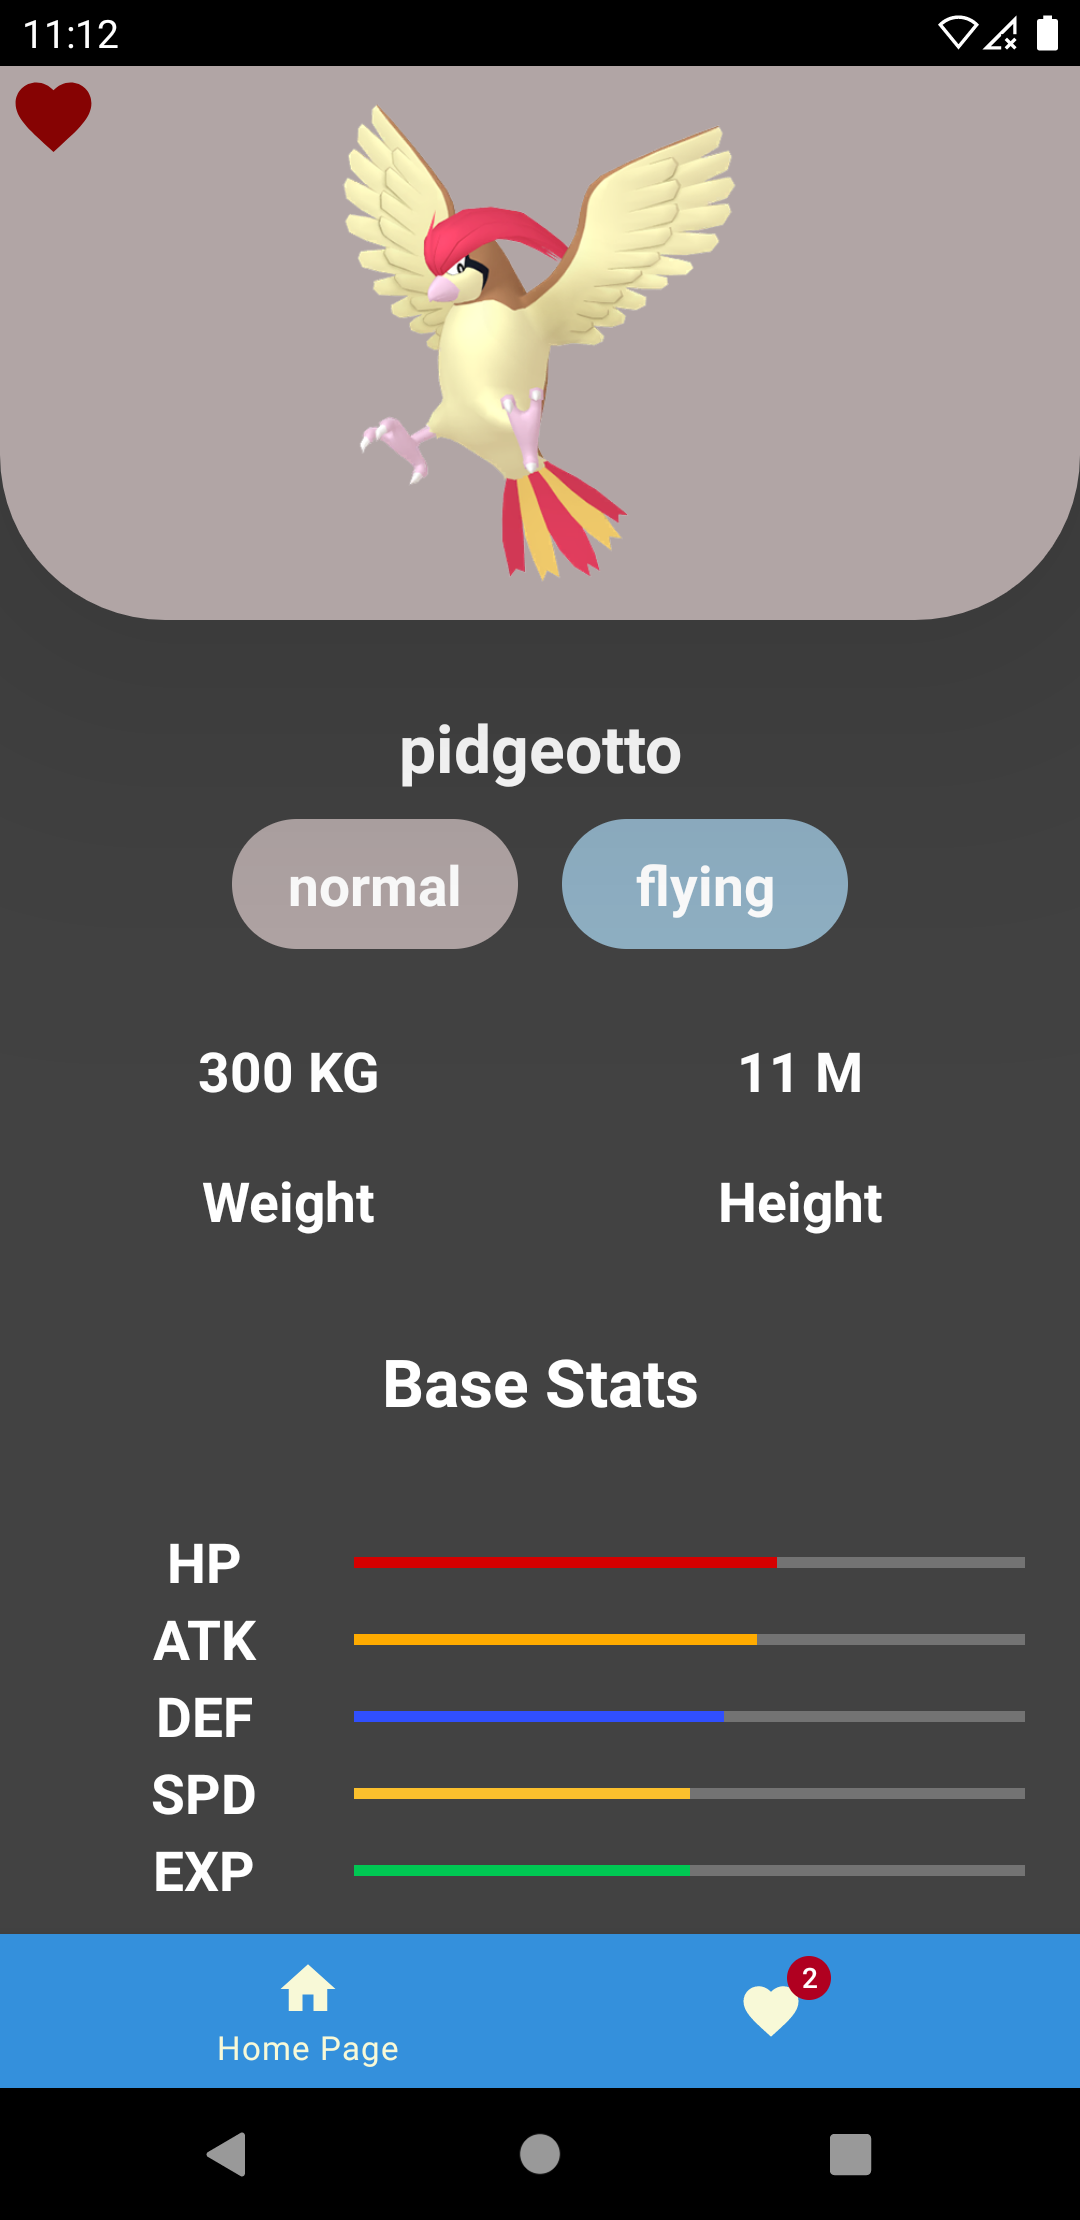 11:12
pidgeotto
normal flying
300 KG 11 M
Weight Height
Base Stats
HP
ATK
DEF
SPD
EXP
2
Home Page